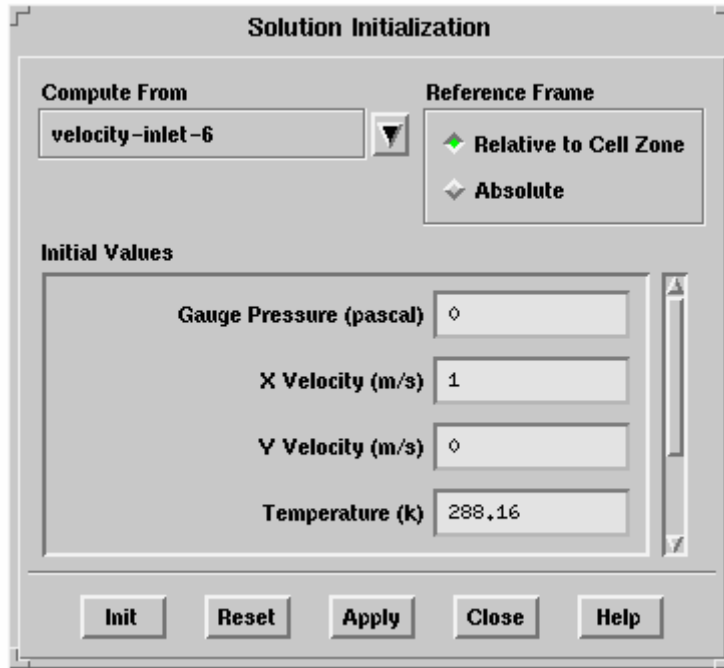 Solution Initialization
Compute From
velocity-inlet-6
Reference Frame
Relative to Cell Zone
Absolute
Initial Values
Gauge Pressure (pascal) 0
X Velocity (m/s) 1
Y Velocity (m/s) 0
Temperature (k) 288.16
Init Reset Apply Close Help